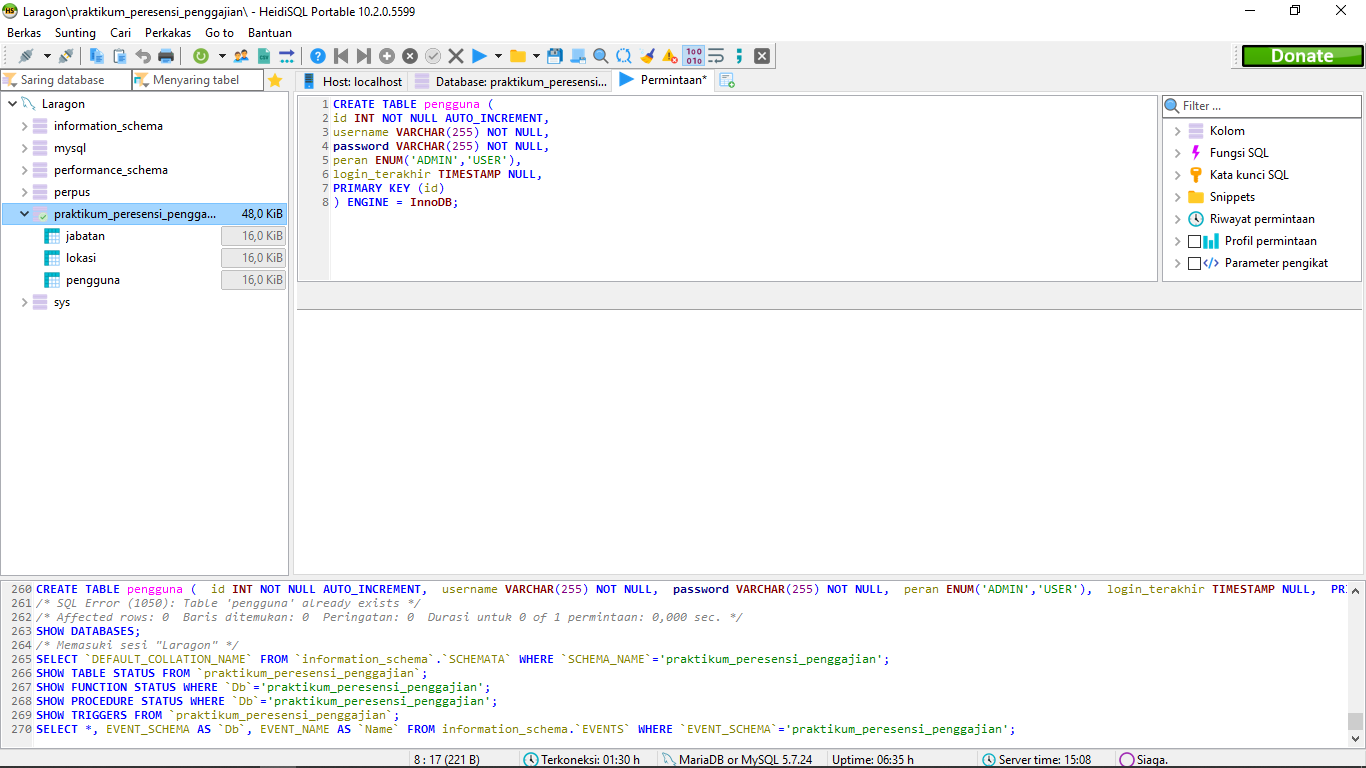 Laragon\praktikum_peresensi_penggajian\ - HeidiSQL Portable 10.2.0.5599
Berkas Sunting Cari Perkakas Go to Bantuan
Donate
Saring database Menyaring tabel
Host: localhost Database: praktikum_peresensi... Permintaan*
Laragon
information_schema
mysql
performance_schema
perpus
praktikum_peresensi_pengga... 48,0 KiB
jabatan 16,0 KiB
lokasi 16,0 KiB
pengguna 16,0 KiB
sys
1 CREATE TABLE pengguna (
2 id INT NOT NULL AUTO_INCREMENT,
3 username VARCHAR(255) NOT NULL,
4 password VARCHAR(255) NOT NULL,
5 peran ENUM('ADMIN','USER'),
6 login_terakhir TIMESTAMP NULL,
7 PRIMARY KEY (id)
8 ) ENGINE = InnoDB;
Filter ...
Kolom
Fungsi SQL
Kata kunci SQL
Snippets
Riwayat permintaan
Profil permintaan
Parameter pengikat
260 CREATE TABLE pengguna (  id INT NOT NULL AUTO_INCREMENT,  username VARCHAR(255) NOT NULL,  password VARCHAR(255) NOT NULL,  peran ENUM('ADMIN','USER'),  login_terakhir TIMESTAMP NULL,  PRI
261 /* SQL Error (1050): Table 'pengguna' already exists */
262 /* Affected rows: 0  Baris ditemukan: 0  Peringatan: 0  Durasi untuk 0 of 1 permintaan: 0,000 sec. */
263 SHOW DATABASES;
264 /* Memasuki sesi "Laragon" */
265 SELECT `DEFAULT_COLLATION_NAME` FROM `information_schema`.`SCHEMATA` WHERE `SCHEMA_NAME`='praktikum_peresensi_penggajian';
266 SHOW TABLE STATUS FROM `praktikum_peresensi_penggajian`;
267 SHOW FUNCTION STATUS WHERE `Db`='praktikum_peresensi_penggajian';
268 SHOW PROCEDURE STATUS WHERE `Db`='praktikum_peresensi_penggajian';
269 SHOW TRIGGERS FROM `praktikum_peresensi_penggajian`;
270 SELECT *, EVENT_SCHEMA AS `Db`, EVENT_NAME AS `Name` FROM information_schema.`EVENTS` WHERE `EVENT_SCHEMA`='praktikum_peresensi_penggajian';
8 : 17 (221 B) Terkoneksi: 01:30 h MariaDB or MySQL 5.7.24 Uptime: 06:35 h Server time: 15:08 Siaga.